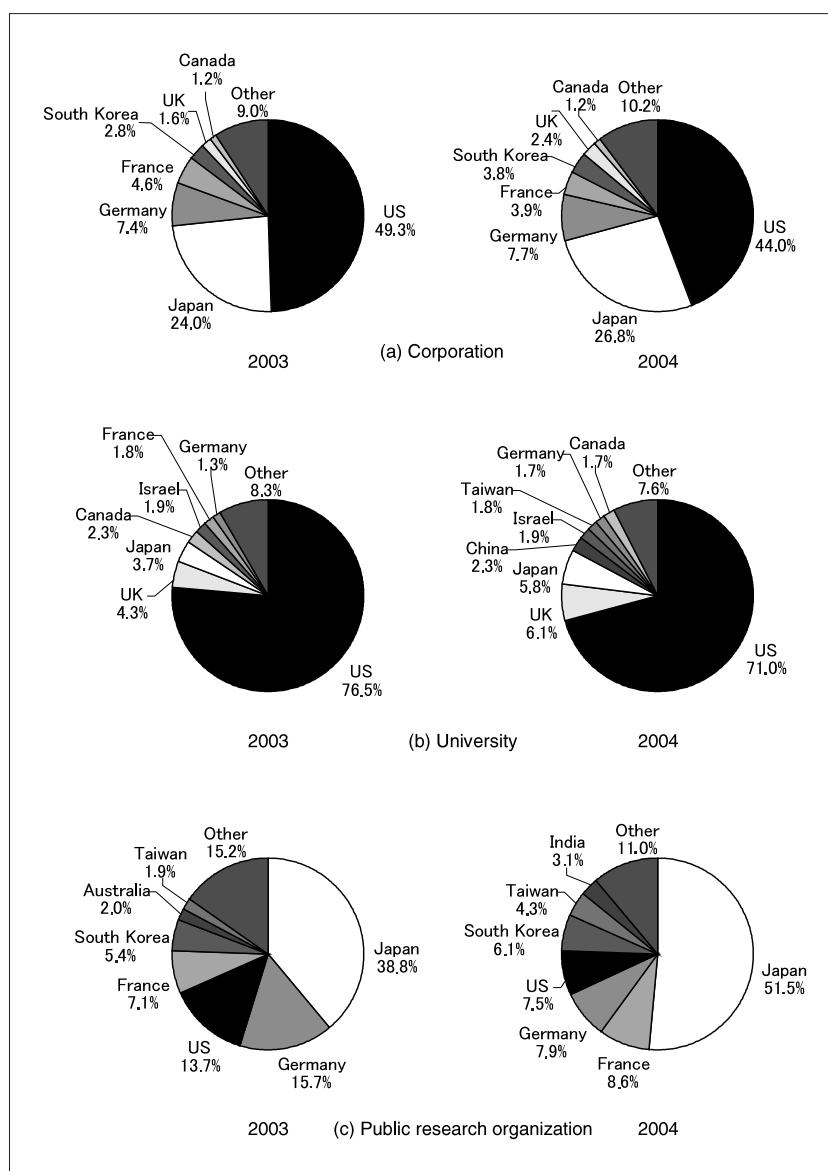 Canada
1.2%
UK
1.6%
Other
9.0%
South Korea
2.8%
France
4.6%
Germany
7.4%
US
49.3%
Japan
24.0%
2003
Canada
1.2%
Other
10.2%
UK
2.4%
South Korea
3.8%
France
3.9%
Germany
7.7%
US
44.0%
Japan
26.8%
(a) Corporation
2004
France
1.8%
Germany
1.3%
Other
8.3%
Israel
1.9%
Canada
2.3%
Japan
3.7%
UK
4.3%
US
76.5%
2003
Canada
1.7%
Germany
1.7%
Other
7.6%
Taiwan
1.8%
Israel
1.9%
China
2.3%
Japan
5.8%
UK
6.1%
US
71.0%
(b) University
2004
Other
15.2%
Taiwan
1.9%
Australia
2.0%
South Korea
5.4%
France
7.1%
US
13.7%
Germany
15.7%
Japan
38.8%
2003
Other
11.0%
India
3.1%
Taiwan
4.3%
South Korea
6.1%
US
7.5%
Germany
7.9%
France
8.6%
Japan
51.5%
(c) Public research organization
2004